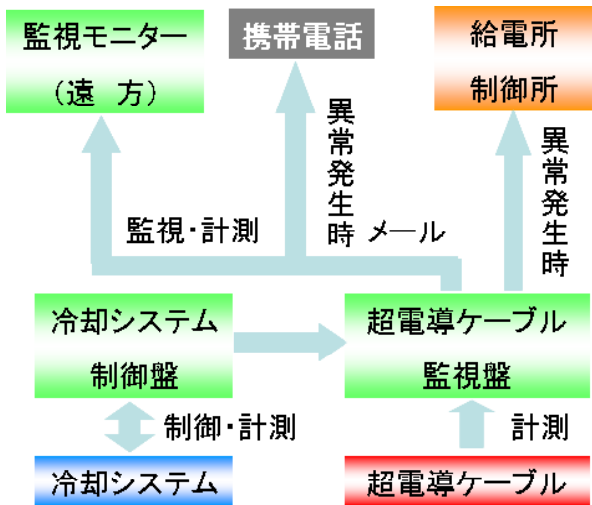 監視モニター
(遠 方)
携帯電話
給電所
制御所
異常発生時
異常発生時
監視・計測
メール
冷却システム
制御盤
超電導ケーブル
監視盤
制御・計測
計測
冷却システム
超電導ケーブル